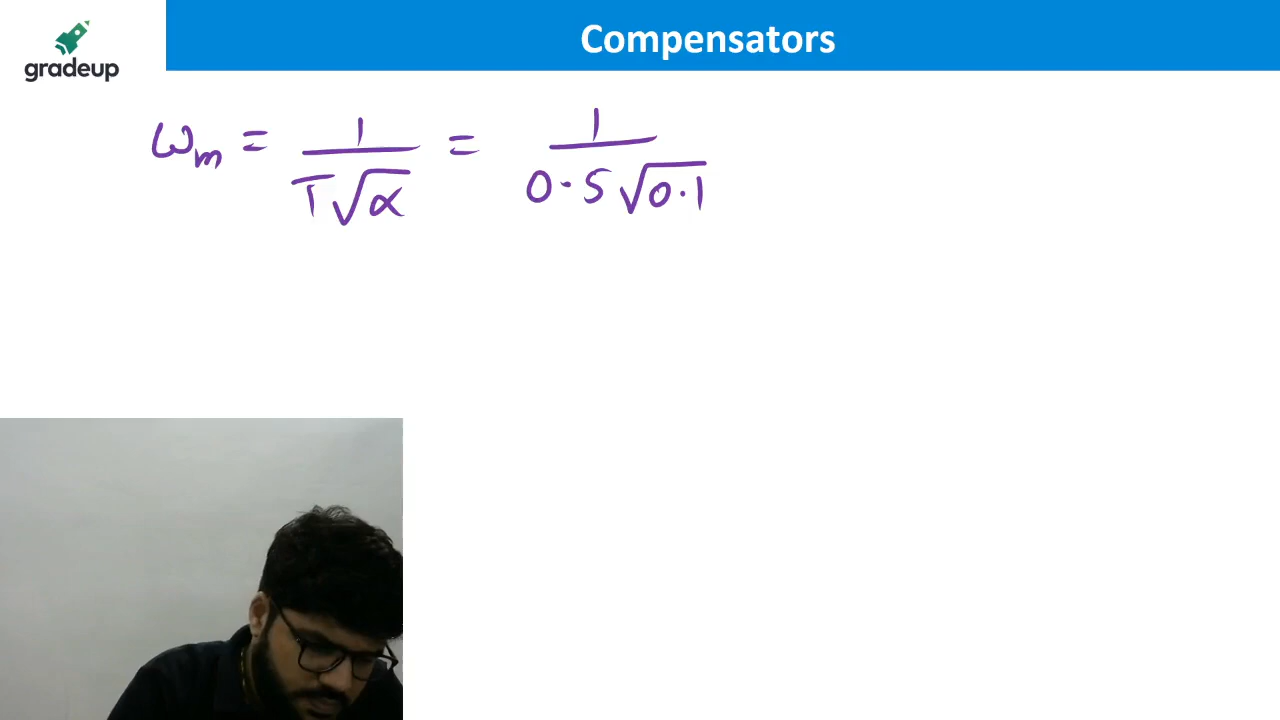 Compensators
gradeup
ωm = 1/(T√α) = 1/(0.5√0.1)